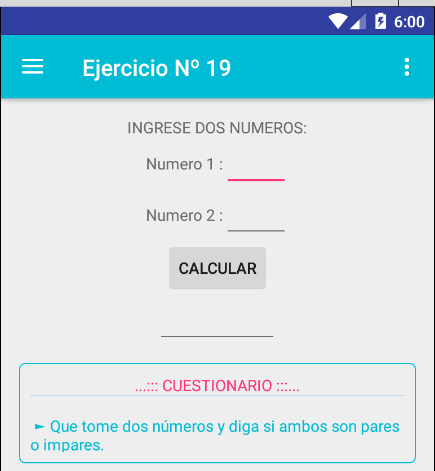 6:00
Ejercicio Nº 19
INGRESE DOS NUMEROS:
Numero 1 :
Numero 2 :
CALCULAR
...::: CUESTIONARIO :::...
► Que tome dos números y diga si ambos son pares
o impares.